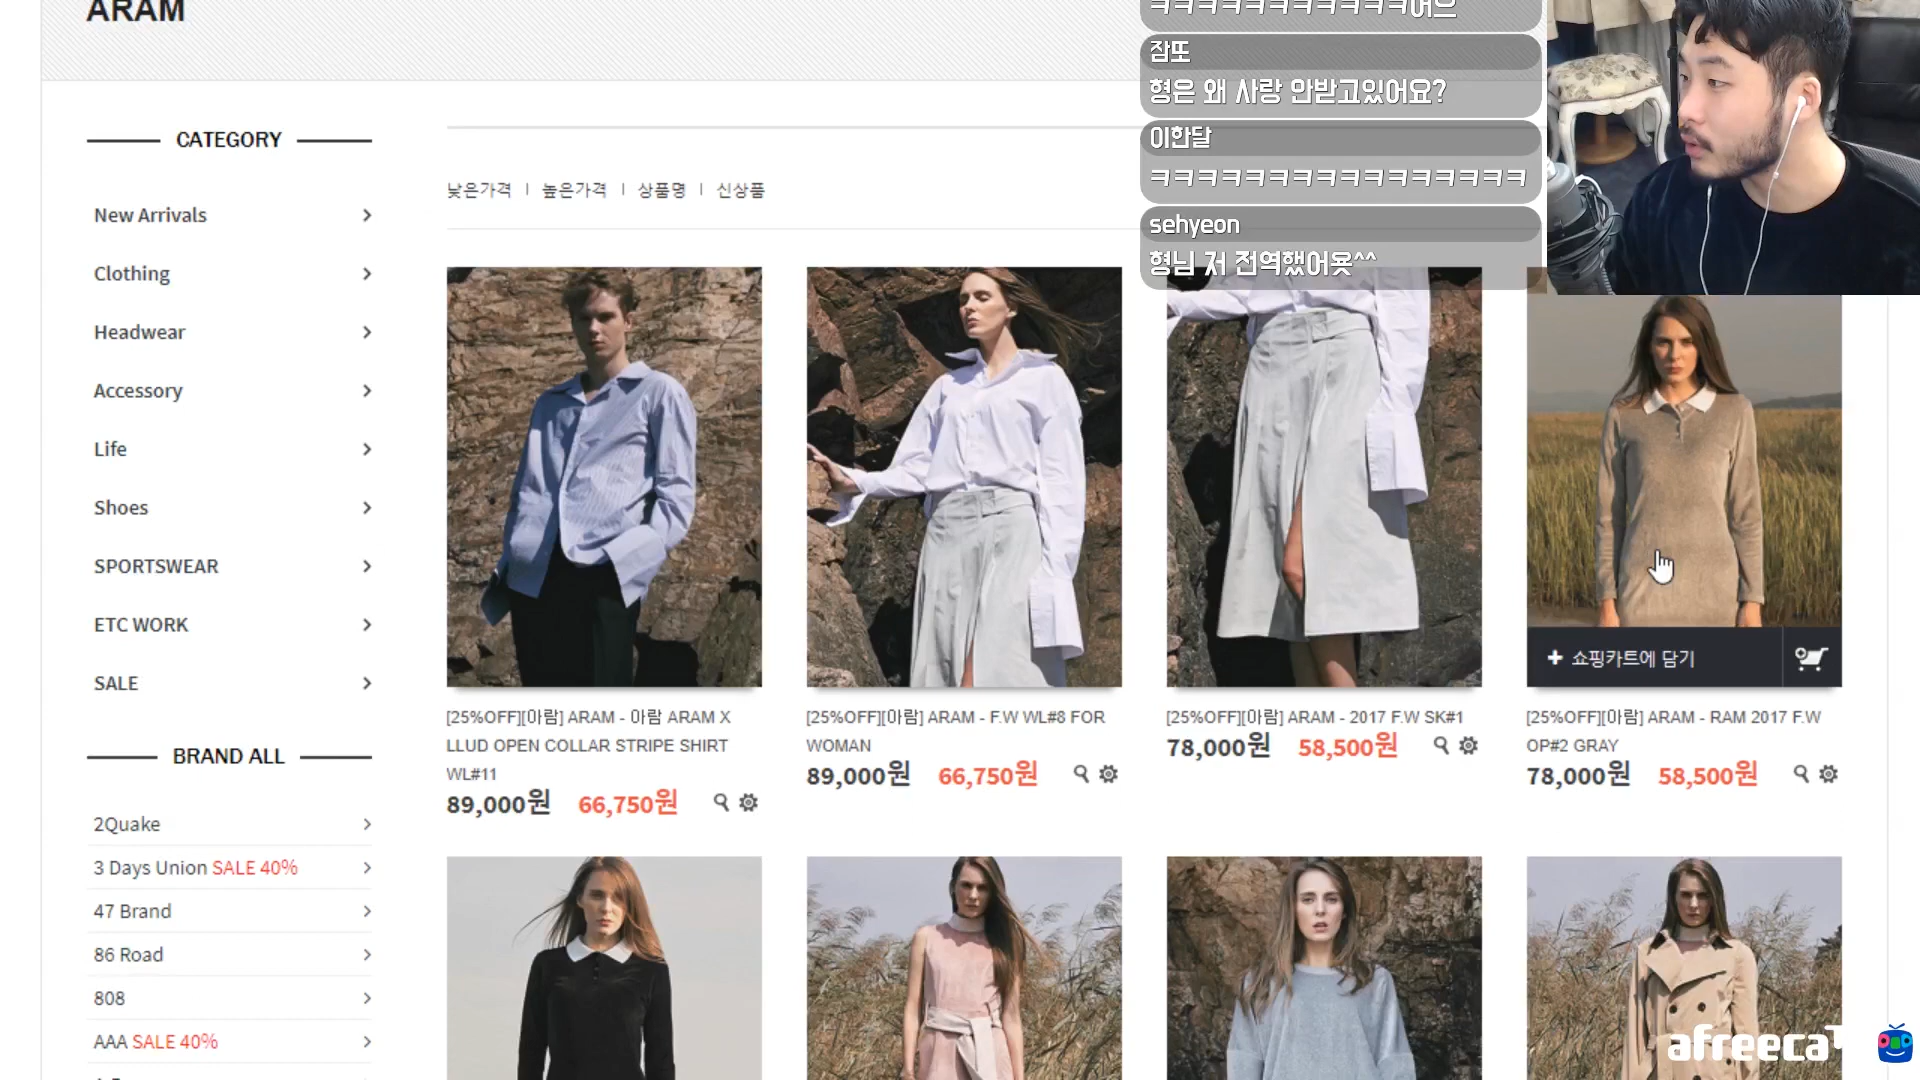 ARAM
ㅋㅋㅋㅋㅋㅋㅋㅋㅋㅋㅋ어으
잠또
형은 왜 사랑 안받고있어요?
이한달
ㅋㅋㅋㅋㅋㅋㅋㅋㅋㅋㅋㅋㅋㅋㅋㅋ
sehyeon
형님 저 전역했어욧^^
CATEGORY
New Arrivals
Clothing
Headwear
Accessory
Life
Shoes
SPORTSWEAR
ETC WORK
SALE
BRAND ALL
2Quake
3 Days Union SALE 40%
47 Brand
86 Road
808
AAA SALE 40%
낮은가격 | 높은가격 | 상품명 | 신상품
+ 쇼핑카트에 담기
[25%OFF][아람] ARAM - 아람 ARAM X
LLUD OPEN COLLAR STRIPE SHIRT
WL#11
89,000원 66,750원
[25%OFF][아람] ARAM - F.W WL#8 FOR
WOMAN
89,000원 66,750원
[25%OFF][아람] ARAM - 2017 F.W SK#1
78,000원 58,500원
[25%OFF][아람] ARAM - RAM 2017 F.W
OP#2 GRAY
78,000원 58,500원
afreecaT